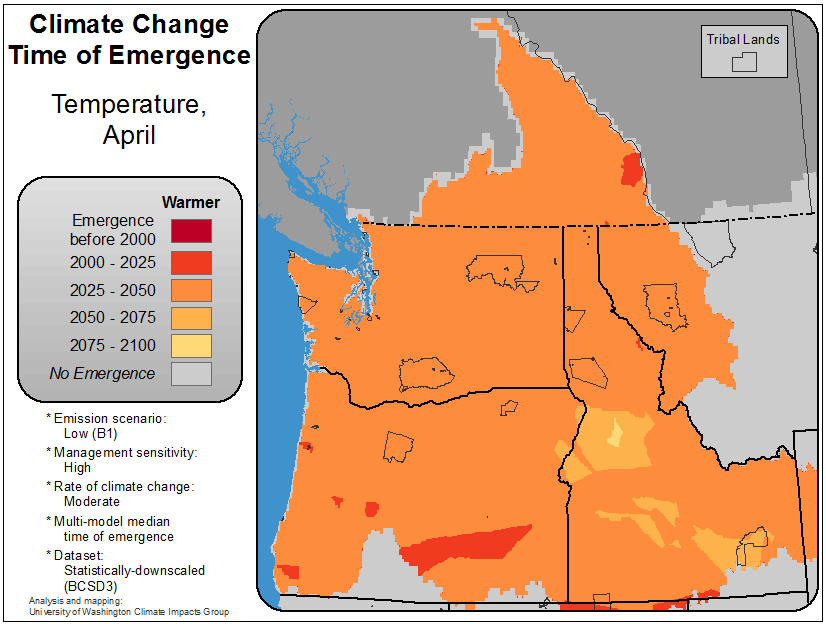 Climate Change
Time of Emergence
Temperature,
April
Warmer
Emergence
before 2000
2000 - 2025
2025 - 2050
2050 - 2075
2075 - 2100
No Emergence
* Emission scenario:
Low (B1)
* Management sensitivity:
High
* Rate of climate change:
Moderate
* Multi-model median
time of emergence
* Dataset:
Statistically-downscaled
(BCSD3)
Analysis and mapping:
University of Washington Climate Impacts Group
Tribal Lands